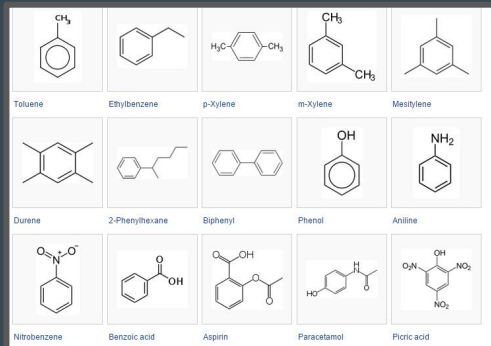 CH₃
H₃C CH₃
CH₃
CH₃
Toluene
Ethylbenzene
p-Xylene
m-Xylene
Mesitylene
OH
NH₂
Durene
2-Phenylhexane
Biphenyl
Phenol
Aniline
O N⁺ O⁻
O OH
O OH O O
HO H N O
OH O₂N NO₂ NO₂
Nitrobenzene
Benzoic acid
Aspirin
Paracetamol
Picric acid